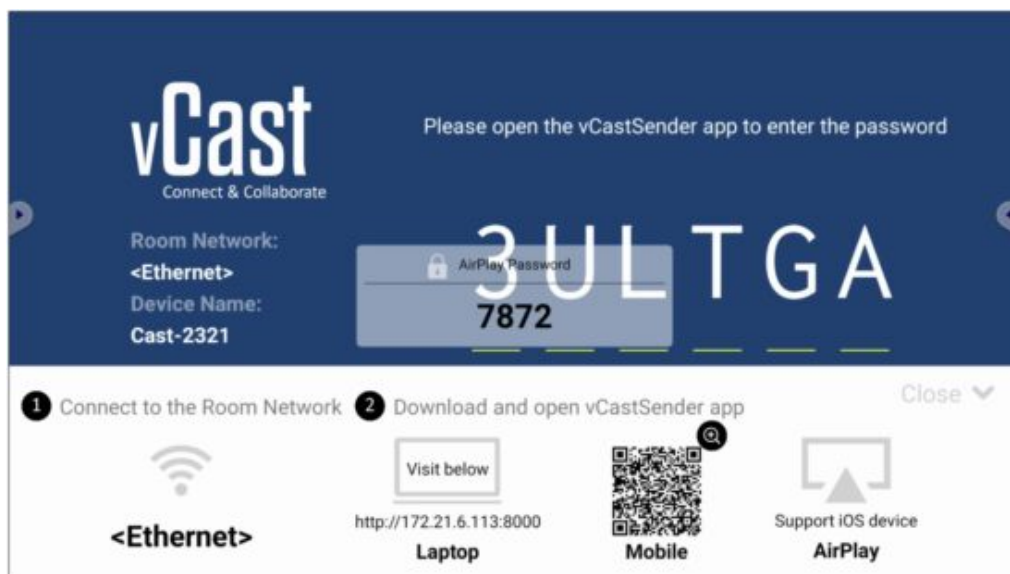 vCast
Connect & Collaborate
Please open the vCastSender app to enter the password
Room Network:
<Ethernet>
Device Name:
Cast-2321
3ULTGA
AirPlay Password
7872
1 Connect to the Room Network
2 Download and open vCastSender app
Close
<Ethernet>
Visit below
http://172.21.6.113:8000
Laptop
Mobile
Support iOS device
AirPlay